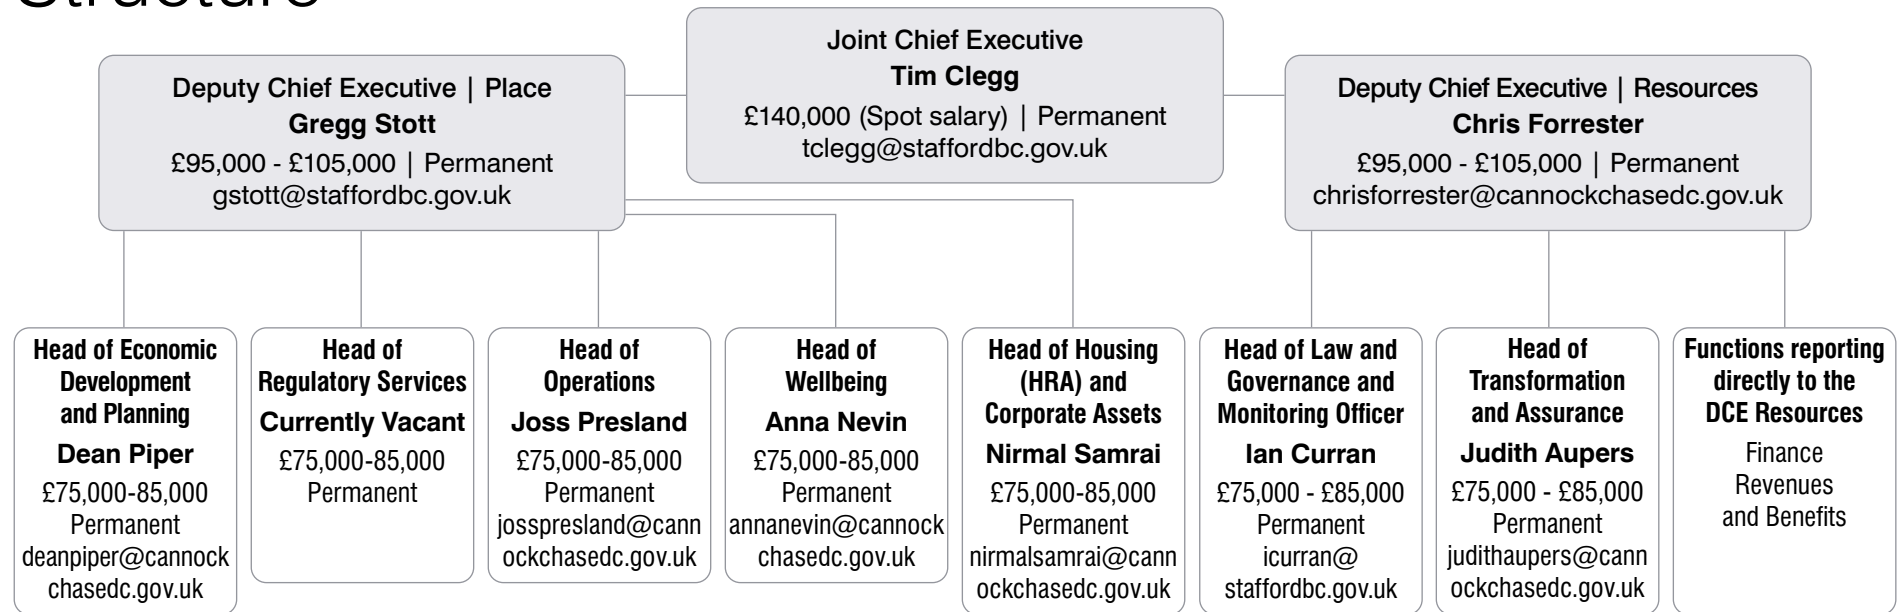 Structure
Joint Chief Executive
Tim Clegg
£140,000 (Spot salary) | Permanent
tclegg@staffordbc.gov.uk
Deputy Chief Executive | Place
Gregg Stott
£95,000 - £105,000 | Permanent
gstott@staffordbc.gov.uk
Deputy Chief Executive | Resources
Chris Forrester
£95,000 - £105,000 | Permanent
chrisforrester@cannockchasedc.gov.uk
Head of Economic
Development
and Planning
Dean Piper
£75,000-85,000
Permanent
deanpiper@cannock
chasedc.gov.uk
Head of
Regulatory Services
Currently Vacant
£75,000-85,000
Permanent
Head of
Operations
Joss Presland
£75,000-85,000
Permanent
josspresland@cann
ockchasedc.gov.uk
Head of
Wellbeing
Anna Nevin
£75,000-85,000
Permanent
annanevin@cannock
chasedc.gov.uk
Head of Housing
(HRA) and
Corporate Assets
Nirmal Samrai
£75,000-85,000
Permanent
nirmalsamrai@cann
ockchasedc.gov.uk
Head of Law and
Governance and
Monitoring Officer
Ian Curran
£75,000 - £85,000
Permanent
icurran@
staffordbc.gov.uk
Head of
Transformation
and Assurance
Judith Aupers
£75,000 - £85,000
Permanent
judithaupers@cann
ockchasedc.gov.uk
Functions reporting
directly to the
DCE Resources
Finance
Revenues
and Benefits